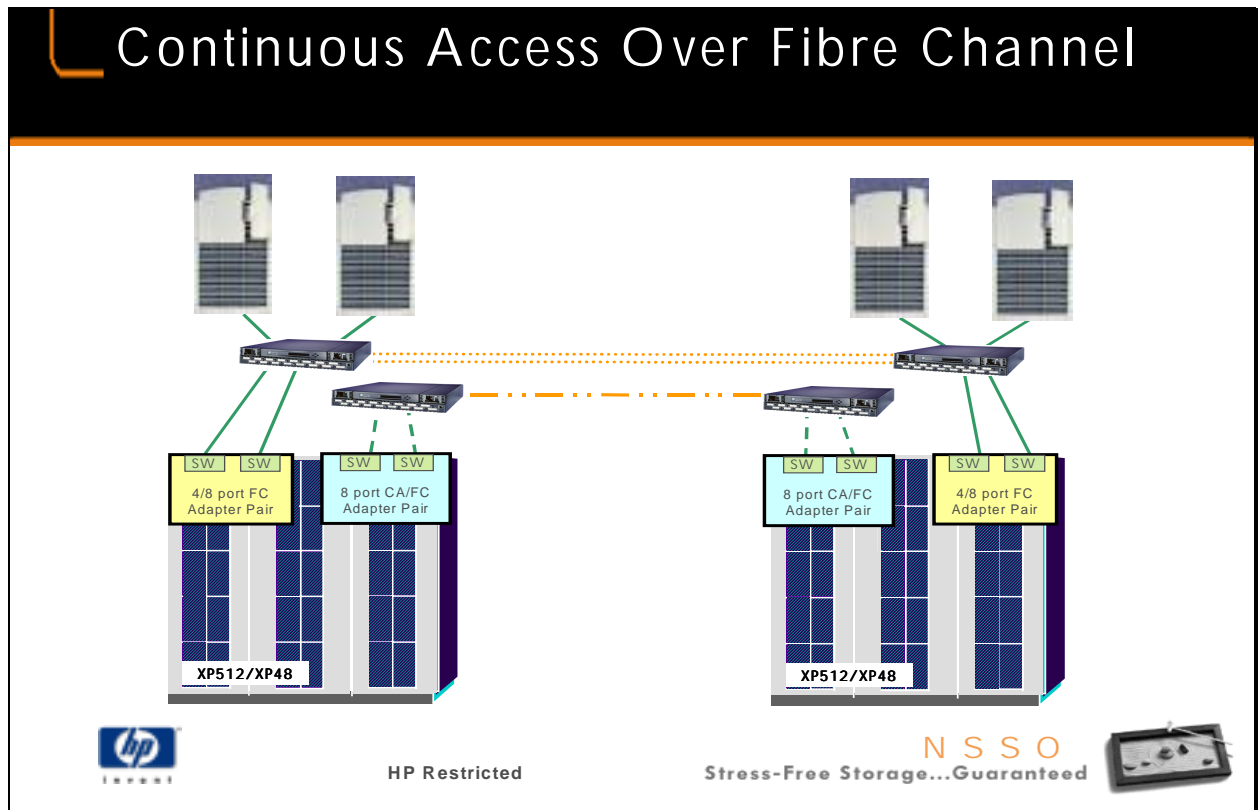 Continuous Access Over Fibre Channel
SW SW
4/8 port FC
Adapter Pair
SW SW
8 port CA/FC
Adapter Pair
XP512/XP48
SW SW
8 port CA/FC
Adapter Pair
SW SW
4/8 port FC
Adapter Pair
XP512/XP48
hp
invent
HP Restricted
NSSO
Stress-Free Storage...Guaranteed